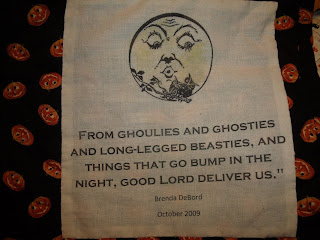 FROM GHOULIES AND GHOSTIES
AND LONG-LEGGED BEASTIES, AND
THINGS THAT GO BUMP IN THE
NIGHT, GOOD LORD DELIVER US."
Brenda DeBord
October 2009